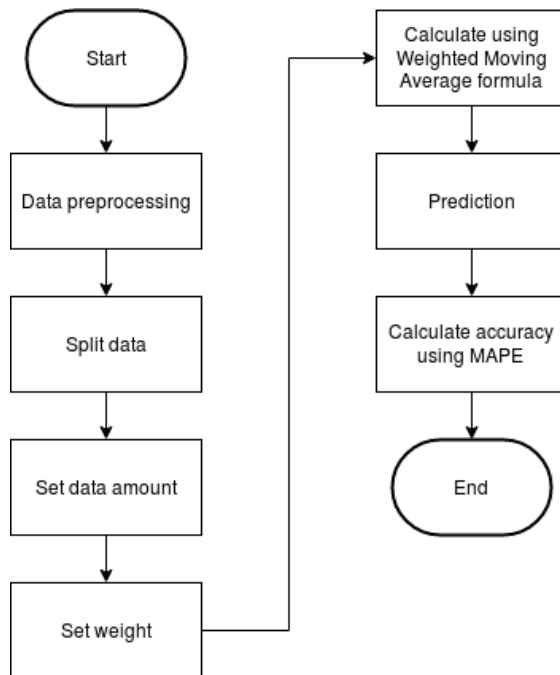 Start
Data preprocessing
Split data
Set data amount
Set weight
Calculate using
Weighted Moving
Average formula
Prediction
Calculate accuracy
using MAPE
End